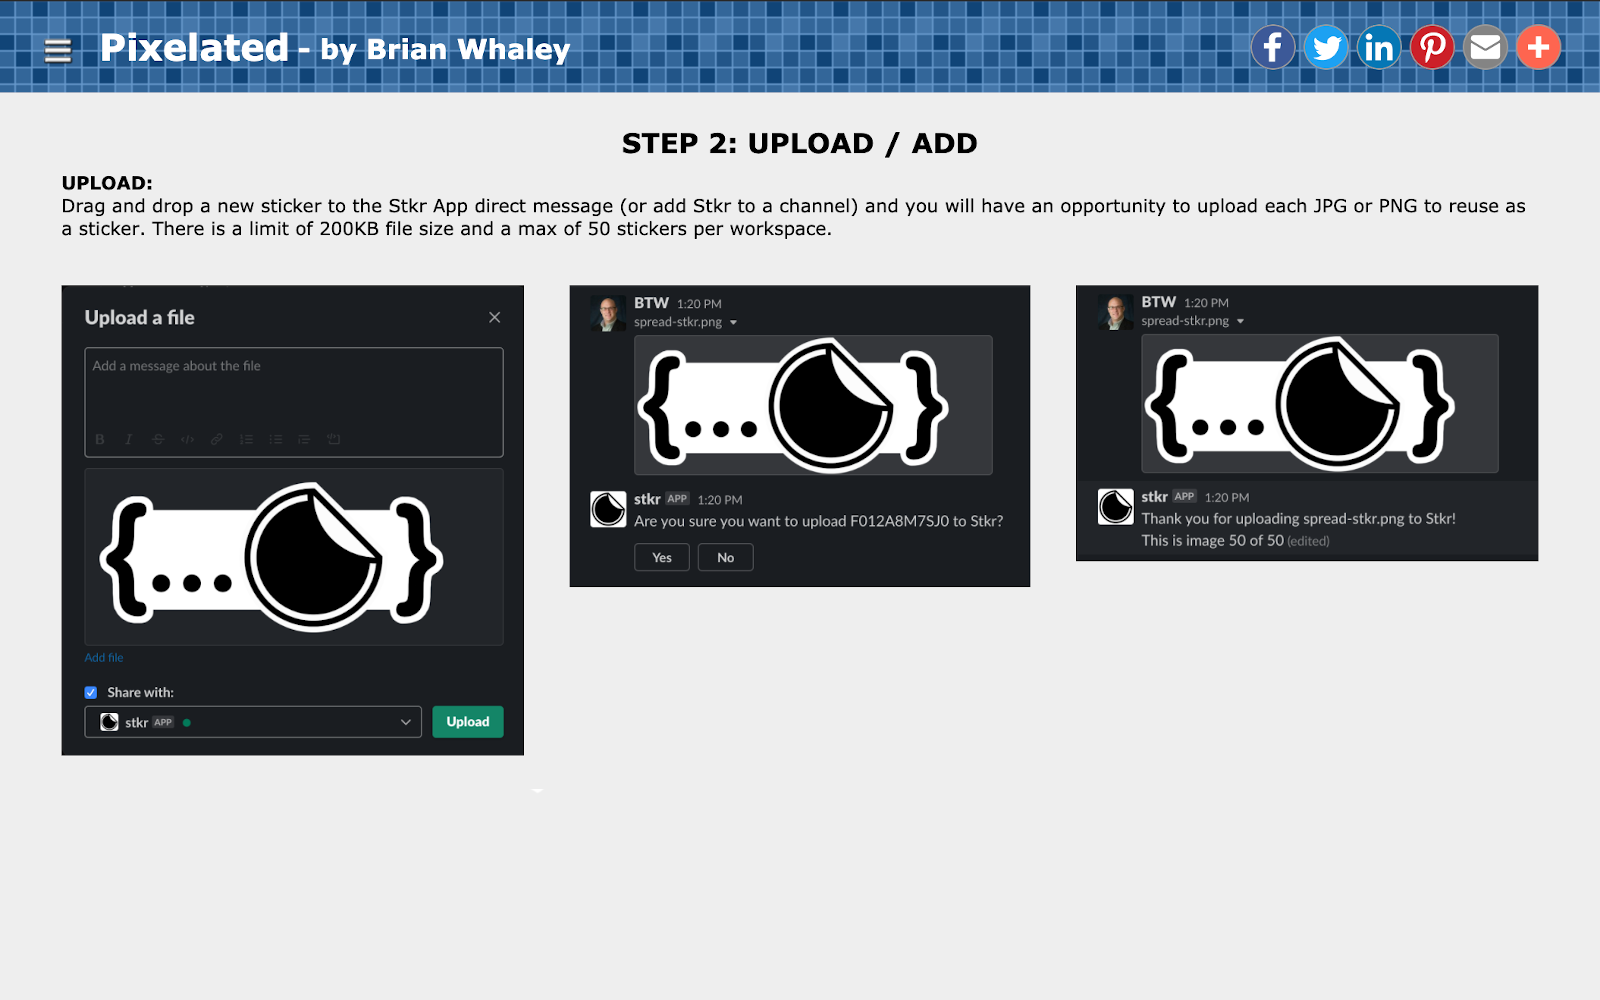 Pixelated - by Brian Whaley
STEP 2: UPLOAD / ADD
UPLOAD:
Drag and drop a new sticker to the Stkr App direct message (or add Stkr to a channel) and you will have an opportunity to upload each JPG or PNG to reuse as
a sticker. There is a limit of 200KB file size and a max of 50 stickers per workspace.
Upload a file
Add a message about the file
Add file
Share with:
stkr APP
Upload
BTW 1:20 PM
spread-stkr.png
stkr APP 1:20 PM
Are you sure you want to upload F012A8M7SJ0 to Stkr?
Yes No
BTW 1:20 PM
spread-stkr.png
stkr APP 1:20 PM
Thank you for uploading spread-stkr.png to Stkr!
This is image 50 of 50 (edited)